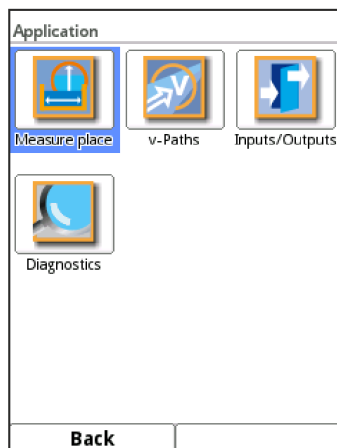 Application
Measure place
v-Paths
Inputs/Outputs
Diagnostics
Back